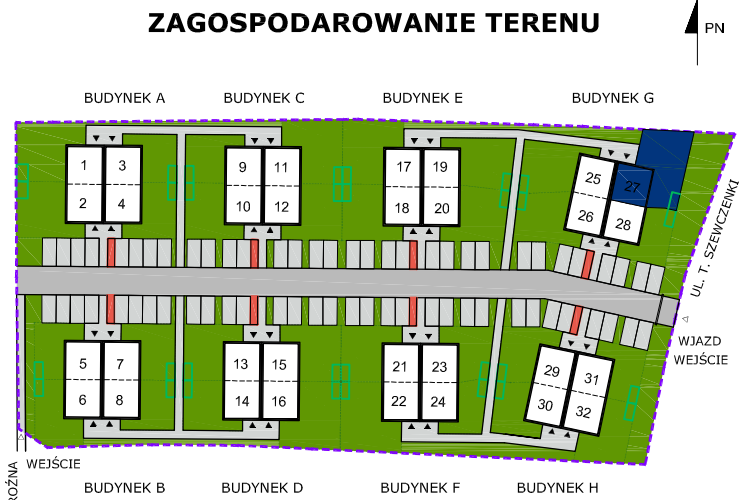 ZAGOSPODAROWANIE TERENU
PN
BUDYNEK A BUDYNEK C BUDYNEK E BUDYNEK G
1 3 9 11 17 19 25 27
2 4 10 12 18 20 26 28
UL. T. SZEWCZENKI
WJAZD
WEJŚCIE
5 7 13 15 21 23 29 31
6 8 14 16 22 24 30 32
WEJŚCIE
BUDYNEK B BUDYNEK D BUDYNEK F BUDYNEK H